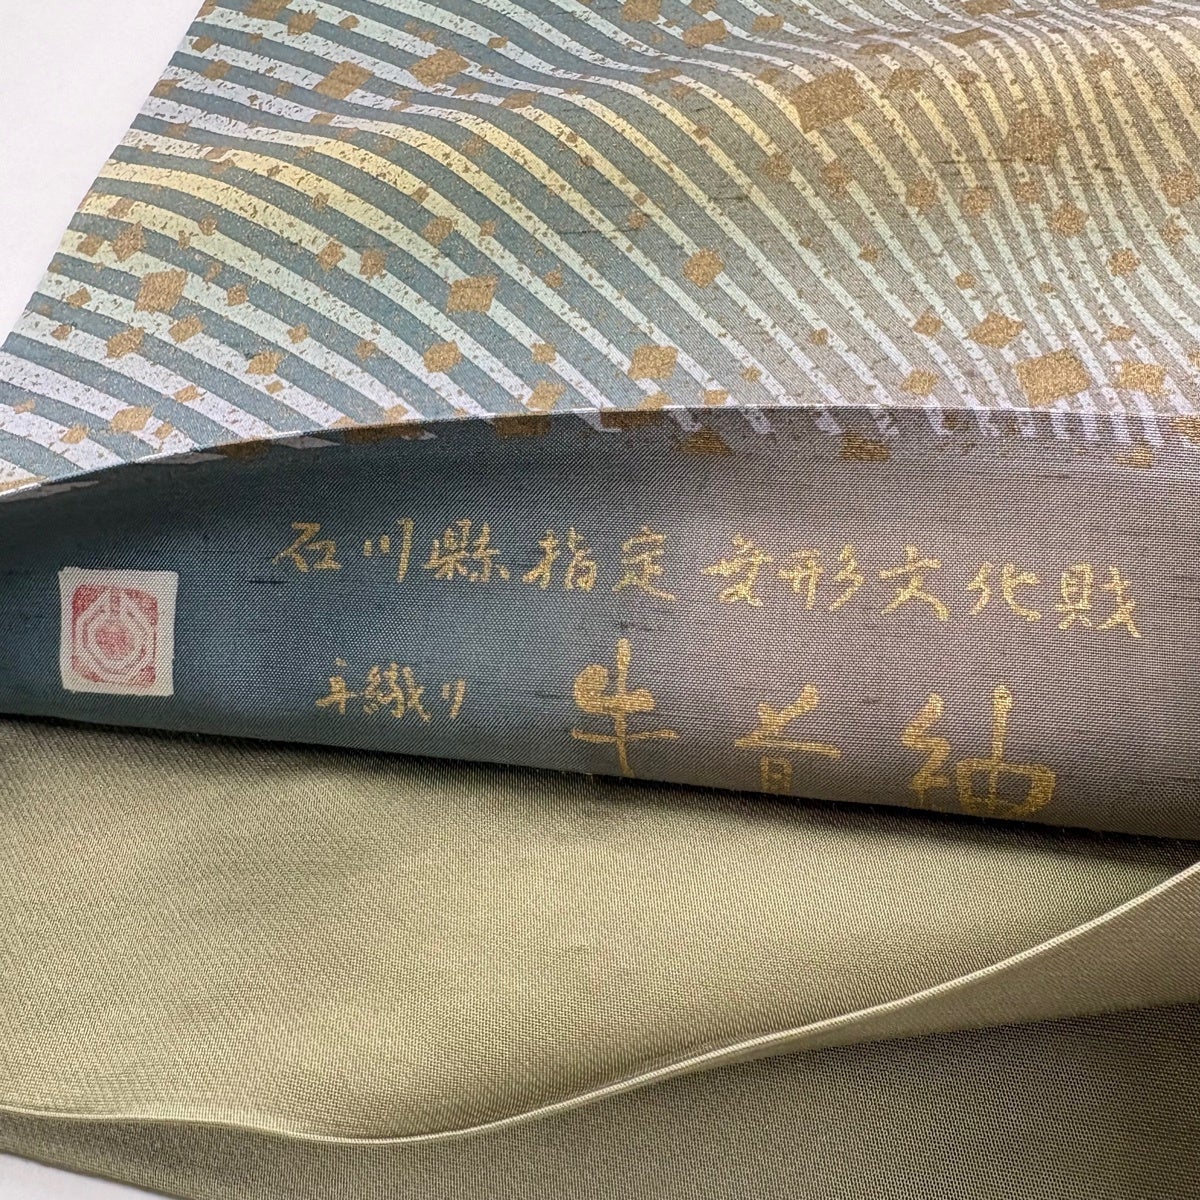 石川縣指定無形文化財
手織り 牛首紬